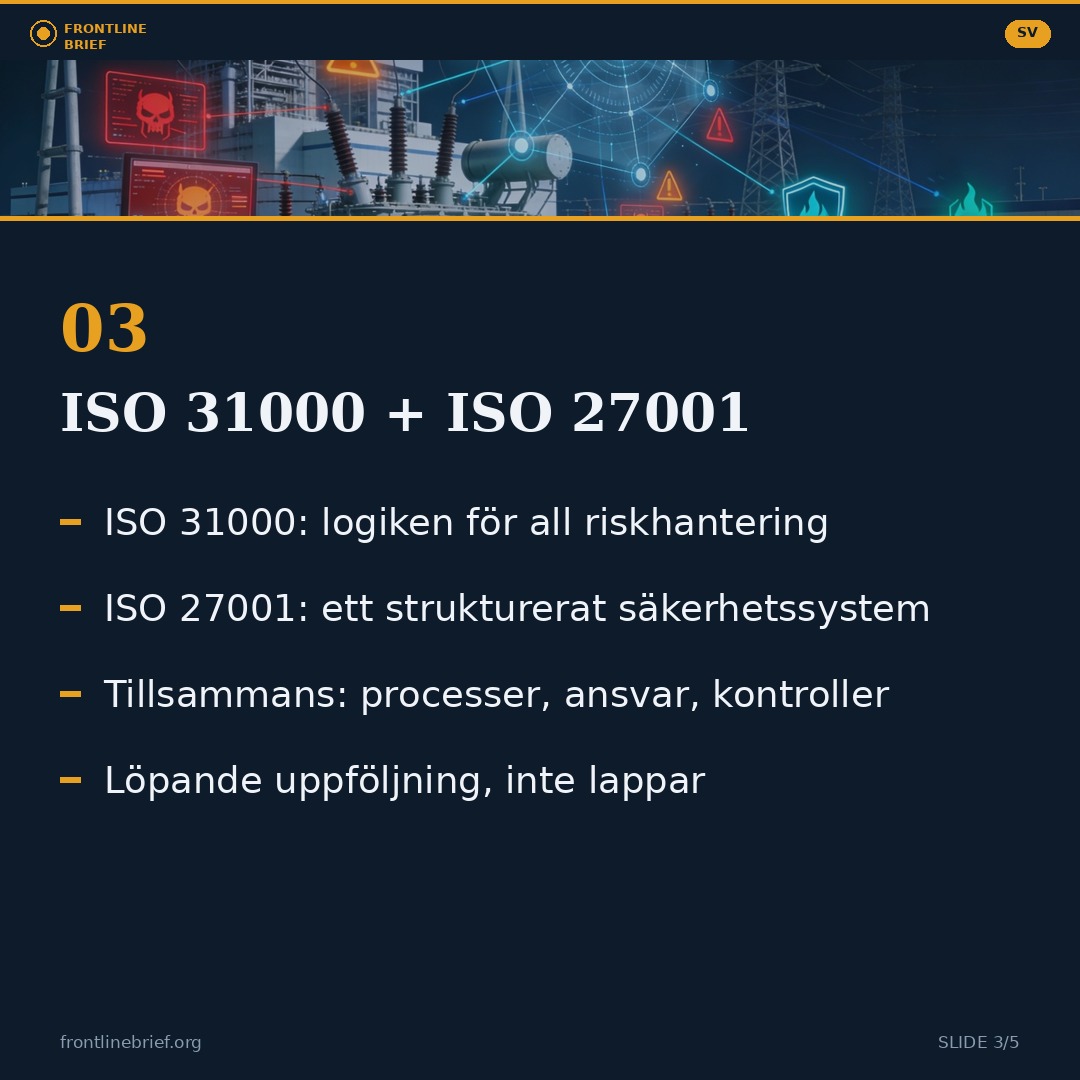 FRONTLINE
BRIEF
SV
03
ISO 31000 + ISO 27001
ISO 31000: logiken för all riskhantering
ISO 27001: ett strukturerat säkerhetssystem
Tillsammans: processer, ansvar, kontroller
Löpande uppföljning, inte lappar
frontlinebrief.org
SLIDE 3/5